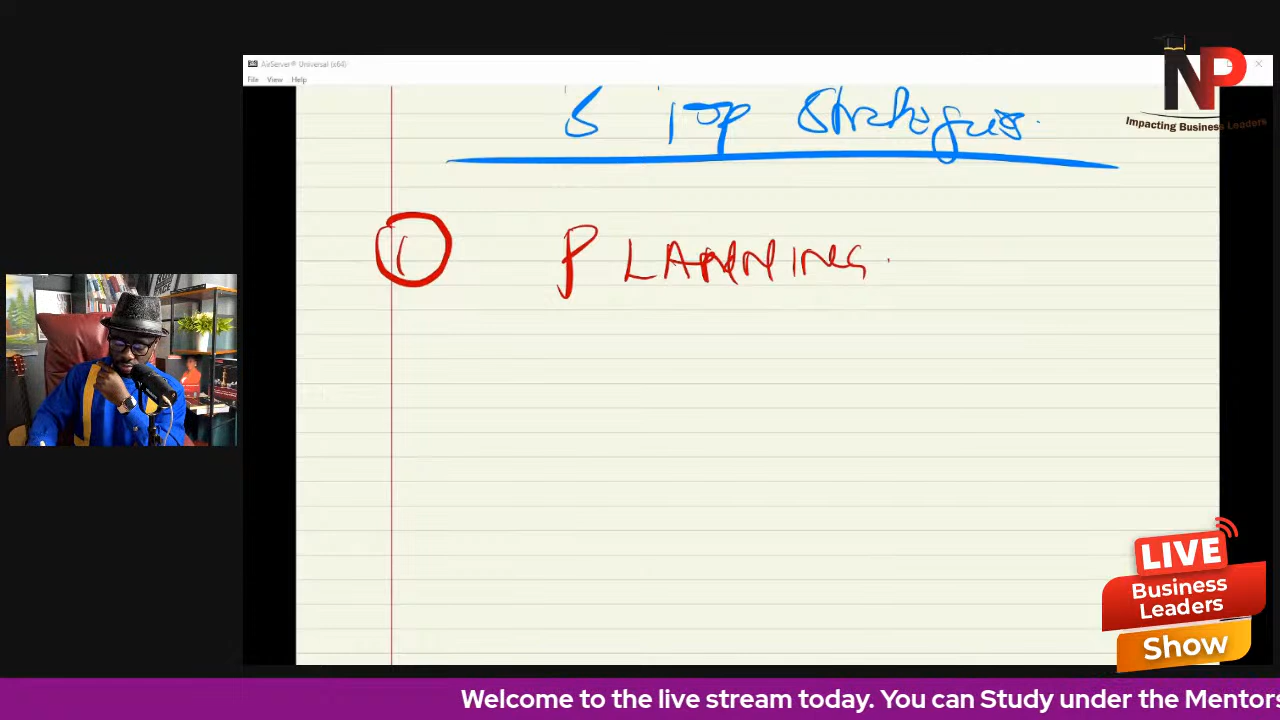 AirServer® Universal (x64)
File View Help
NP
Impacting Business Leaders
5 Top Strategies.
1 PLANNING.
LIVE
Business
Leaders
Show
Welcome to the live stream today. You can Study under the Mentors